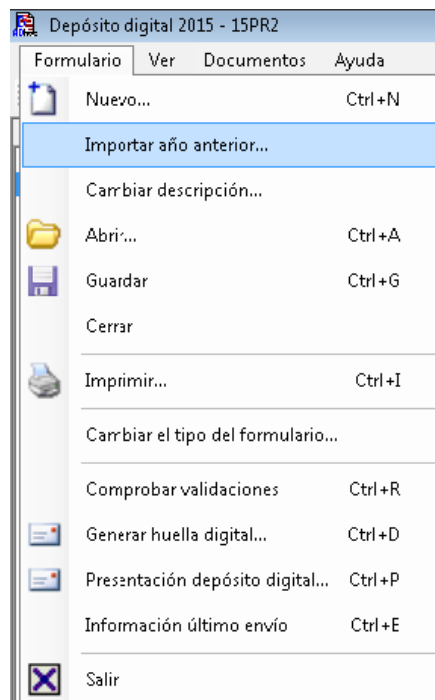 Depósito digital 2015 - 15PR2
Formulario Ver Documentos Ayuda
Nuevo... Ctrl+N
Importar año anterior...
Cambiar descripción...
Abrir... Ctrl+A
Guardar Ctrl+G
Cerrar
Imprimir... Ctrl+I
Cambiar el tipo del formulario...
Comprobar validaciones Ctrl+R
Generar huella digital... Ctrl+D
Presentación depósito digital... Ctrl+P
Información último envío Ctrl+E
Salir